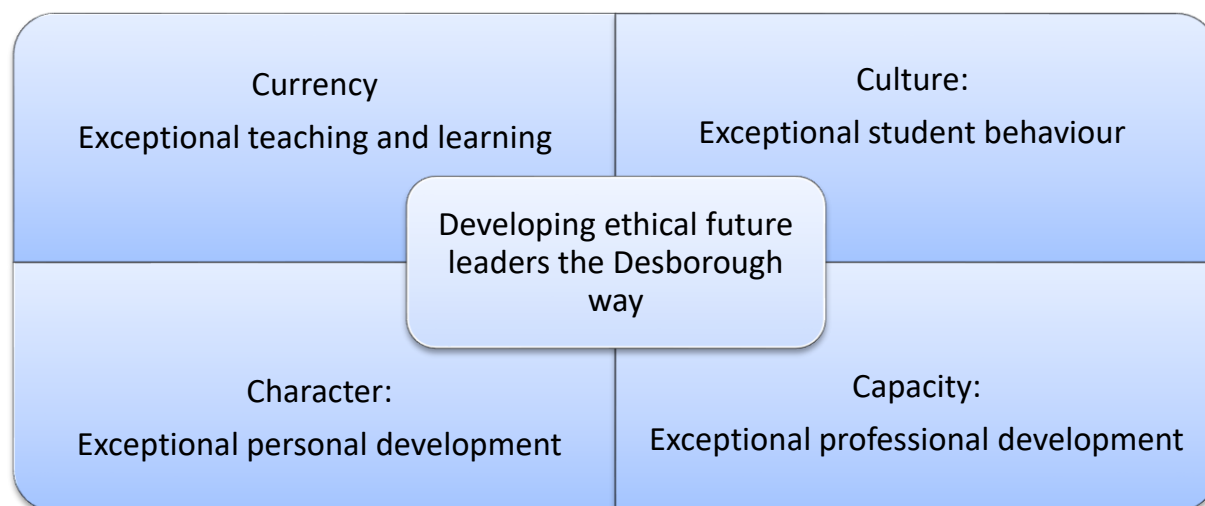 Currency
Exceptional teaching and learning
Culture:
Exceptional student behaviour
Developing ethical future
leaders the Desborough
way
Character:
Exceptional personal development
Capacity:
Exceptional professional development